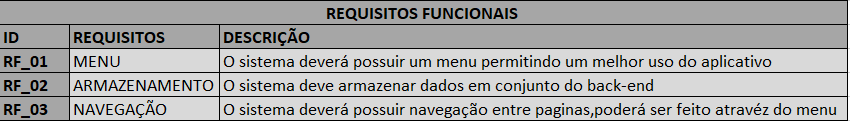 REQUISITOS FUNCIONAIS
ID REQUISITOS DESCRIÇÃO
RF_01 MENU O sistema deverá possuir um menu permitindo um melhor uso do aplicativo
RF_02 ARMAZENAMENTO O sistema deve armazenar dados em conjunto do back-end
RF_03 NAVEGAÇÃO O sistema deverá possuir navegação entre paginas,poderá ser feito atravéz do menu